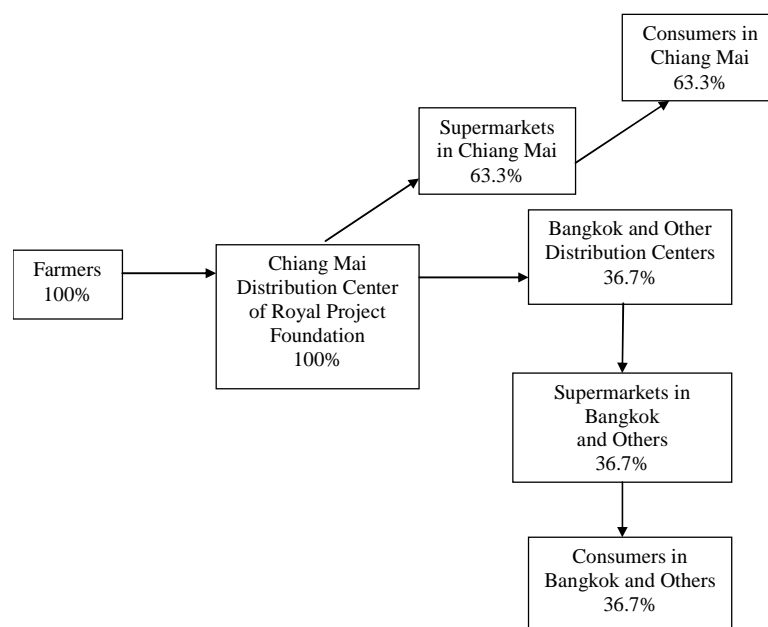 Consumers in
Chiang Mai
63.3%
Supermarkets
in Chiang Mai
63.3%
Farmers
100%
Chiang Mai
Distribution Center
of Royal Project
Foundation
100%
Bangkok and Other
Distribution Centers
36.7%
Supermarkets in
Bangkok
and Others
36.7%
Consumers in
Bangkok and Others
36.7%